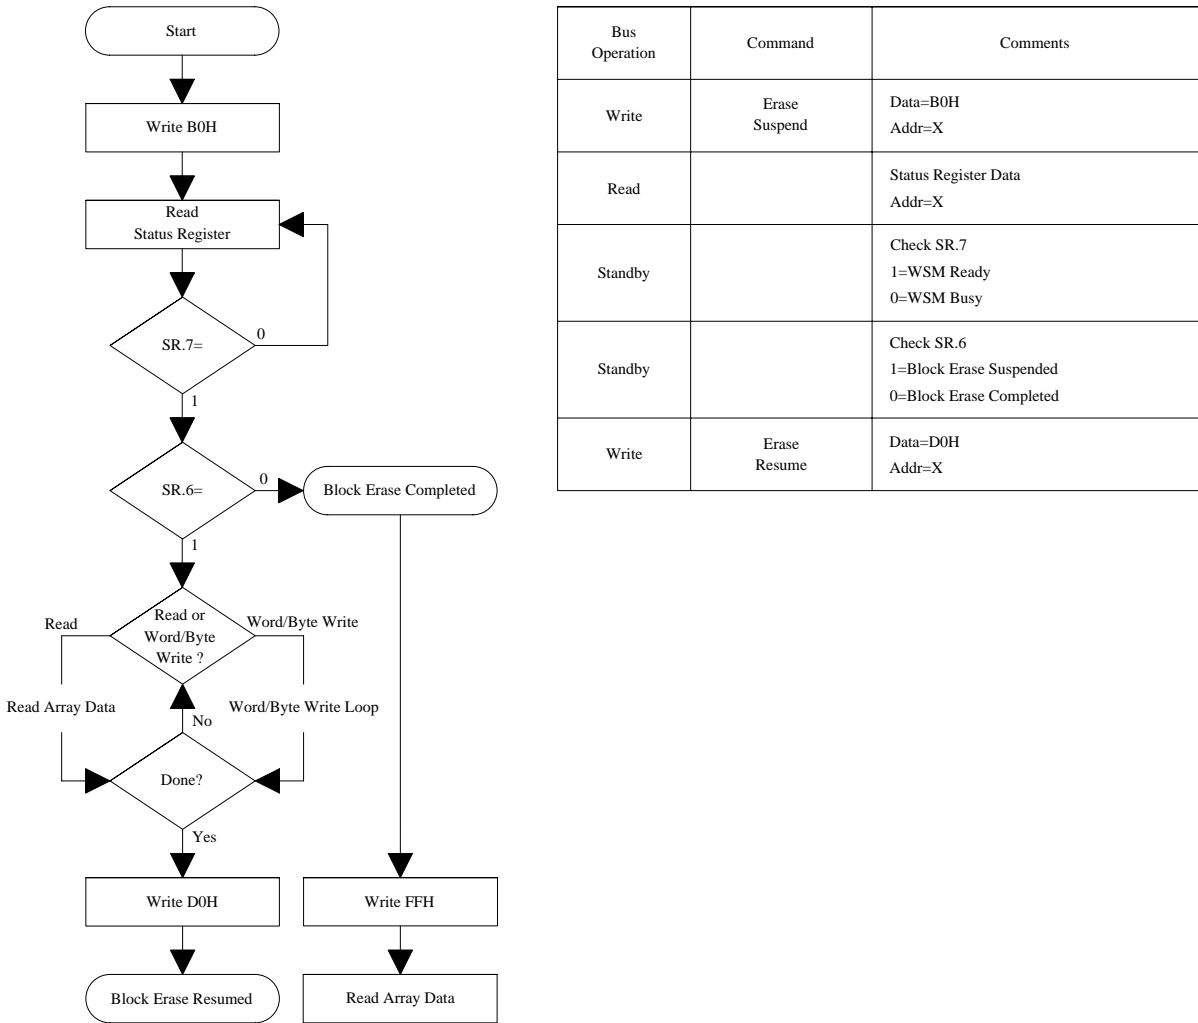 Start
Write B0H
Read
Status Register
SR.7=
0
1
SR.6=
0
Block Erase Completed
1
Read or
Word/Byte
Write ?
Read
Word/Byte Write
Read Array Data
Word/Byte Write Loop
No
Done?
Yes
Write D0H
Write FFH
Block Erase Resumed
Read Array Data
Bus
Operation
Command
Comments
Write
Erase
Suspend
Data=B0H
Addr=X
Read
Status Register Data
Addr=X
Standby
Check SR.7
1=WSM Ready
0=WSM Busy
Standby
Check SR.6
1=Block Erase Suspended
0=Block Erase Completed
Write
Erase
Resume
Data=D0H
Addr=X